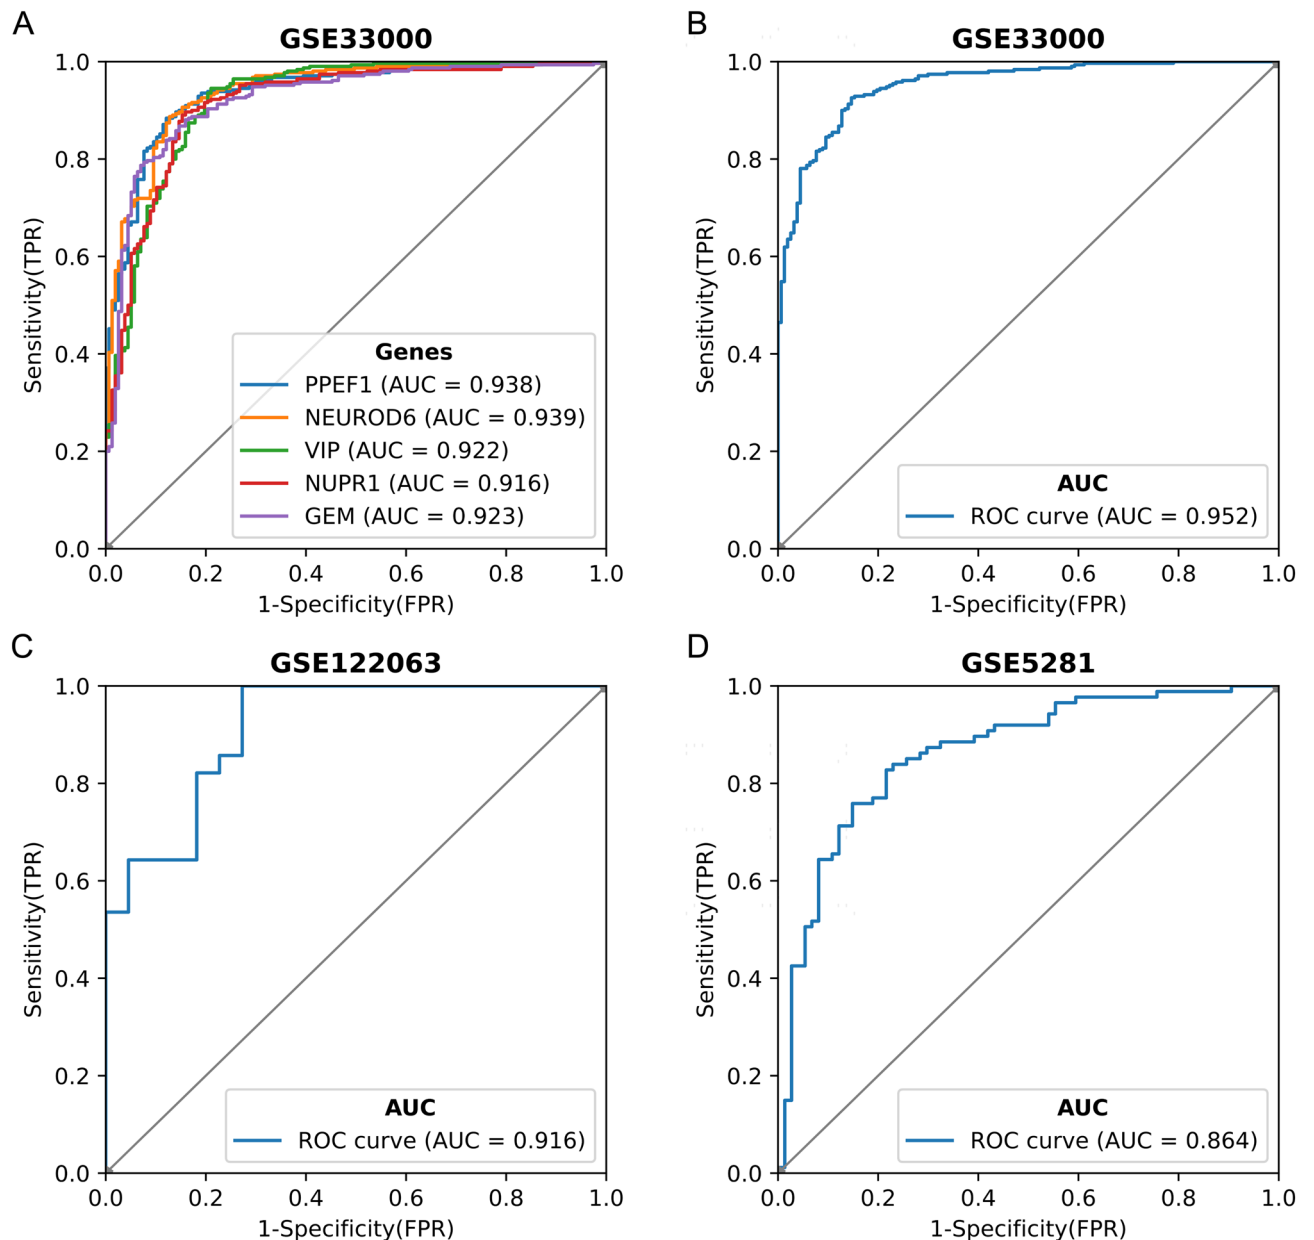 A
GSE33000
1.0
0.8
0.6
0.4
0.2
0.0
Sensitivity(TPR)
Genes
PPEF1 (AUC = 0.938)
NEUROD6 (AUC = 0.939)
VIP (AUC = 0.922)
NUPR1 (AUC = 0.916)
GEM (AUC = 0.923)
0.0 0.2 0.4 0.6 0.8 1.0
1-Specificity(FPR)
B
GSE33000
1.0
0.8
0.6
0.4
0.2
0.0
Sensitivity(TPR)
AUC
ROC curve (AUC = 0.952)
0.0 0.2 0.4 0.6 0.8 1.0
1-Specificity(FPR)
C
GSE122063
1.0
0.8
0.6
0.4
0.2
0.0
Sensitivity(TPR)
AUC
ROC curve (AUC = 0.916)
0.0 0.2 0.4 0.6 0.8 1.0
1-Specificity(FPR)
D
GSE5281
1.0
0.8
0.6
0.4
0.2
0.0
Sensitivity(TPR)
AUC
ROC curve (AUC = 0.864)
0.0 0.2 0.4 0.6 0.8 1.0
1-Specificity(FPR)